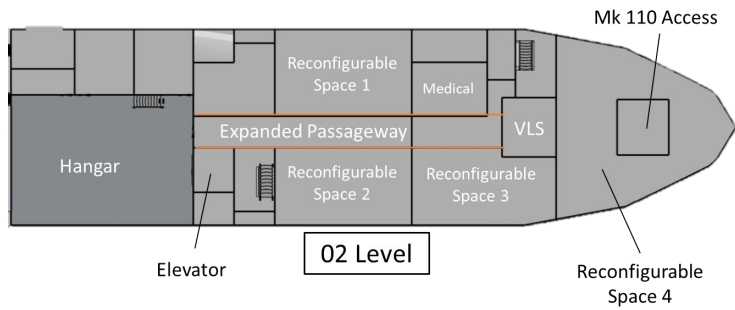 Mk 110 Access
Reconfigurable
Space 1
Medical
Expanded Passageway
VLS
Hangar
Reconfigurable
Space 2
Reconfigurable
Space 3
Elevator
02 Level
Reconfigurable
Space 4